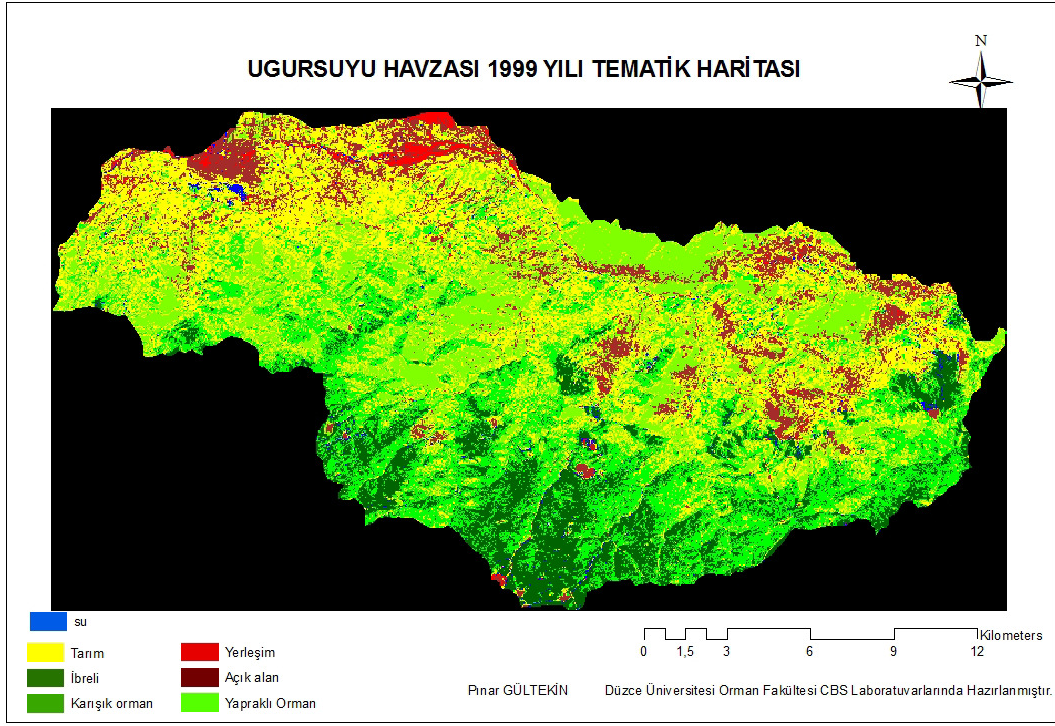 N
UGURSUYU HAVZASI 1999 YILI TEMATİK HARİTASI
su
Tarım
Yerleşim
İbreli
Açık alan
Karışık orman
Yapraklı Orman
Kilometers
0 1,5 3 6 9 12
Pınar GÜLTEKİN Düzce Üniversitesi Orman Fakültesi CBS Laboratuvarlarında Hazırlanmıştır.